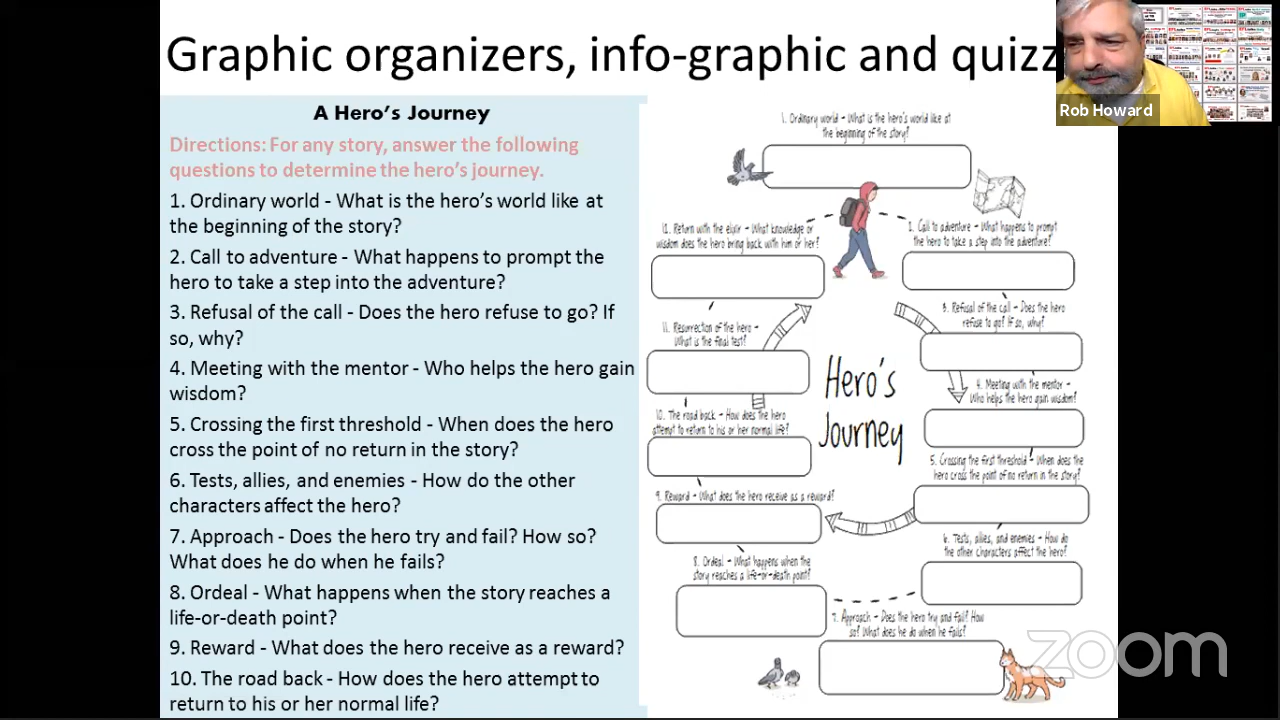 Graphic organizers, info-graphic and quizz
Rob Howard
A Hero's Journey
Directions: For any story, answer the following
questions to determine the hero's journey.
1. Ordinary world - What is the hero's world like at
the beginning of the story?
2. Call to adventure - What happens to prompt the
hero to take a step into the adventure?
3. Refusal of the call - Does the hero refuse to go? If
so, why?
4. Meeting with the mentor - Who helps the hero gain
wisdom?
5. Crossing the first threshold - When does the hero
cross the point of no return in the story?
6. Tests, allies, and enemies - How do the other
characters affect the hero?
7. Approach - Does the hero try and fail? How so?
What does he do when he fails?
8. Ordeal - What happens when the story reaches a
life-or-death point?
9. Reward - What does the hero receive as a reward?
10. The road back - How does the hero attempt to
return to his or her normal life?
1. Ordinary world - What is the hero's world like at
the beginning of the story?
2. Call to adventure - What happens to prompt
the hero to take a step into the adventure?
3. Refusal of the call - Does the hero
refuse to go? If so, why?
4. Meeting with the mentor -
Who helps the hero gain wisdom?
5. Crossing the first threshold - When does the
hero cross the point of no return in the story?
6. Tests, allies, and enemies - How do
the other characters affect the hero?
7. Approach - Does the hero try and fail? How
so? What does he do when he fails?
8. Ordeal - What happens when the
story reaches a life-or-death point?
9. Reward - What does the hero receive as a reward?
10. The road back - How does the hero
attempt to return to his or her normal life?
11. Resurrection of the hero -
What is the final test?
12. Return with the elixir - What knowledge or
wisdom does the hero bring back with him or her?
Hero's
Journey
zoom